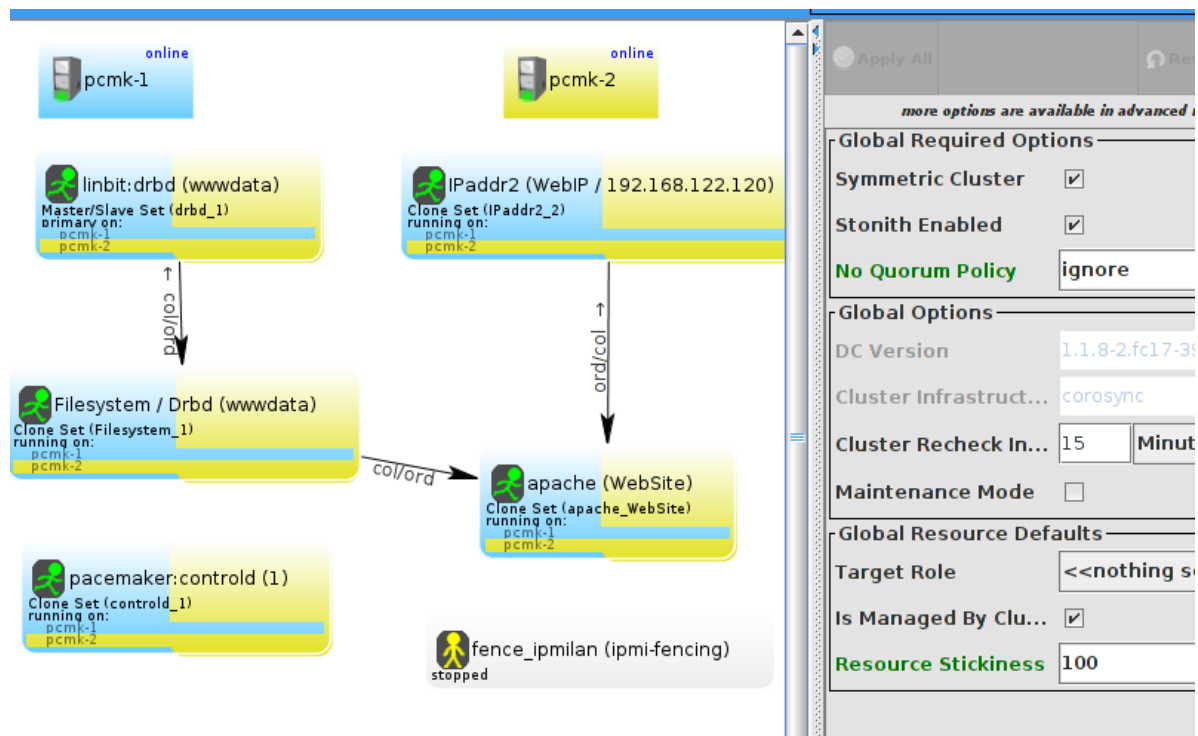 online
pcmk-1
online
pcmk-2
linbit:drbd (wwwdata)
Master/Slave Set (drbd_1)
primary on:
pcmk-1
pcmk-2
IPaddr2 (WebIP / 192.168.122.120)
Clone Set (IPaddr2_2)
running on:
pcmk-1
pcmk-2
← col/ord
ord/col →
Filesystem / Drbd (wwwdata)
Clone Set (Filesystem_1)
running on:
pcmk-1
pcmk-2
col/ord
apache (WebSite)
Clone Set (apache_WebSite)
running on:
pcmk-1
pcmk-2
pacemaker:controld (1)
Clone Set (controld_1)
running on:
pcmk-1
pcmk-2
fence_ipmilan (ipmi-fencing)
stopped
Apply All
Rev
more options are available in advanced
Global Required Options
Symmetric Cluster
Stonith Enabled
No Quorum Policy ignore
Global Options
DC Version 1.1.8-2.fc17-39
Cluster Infrastruct... corosync
Cluster Recheck In... 15 Minut
Maintenance Mode
Global Resource Defaults
Target Role <<nothing se
Is Managed By Clu...
Resource Stickiness 100